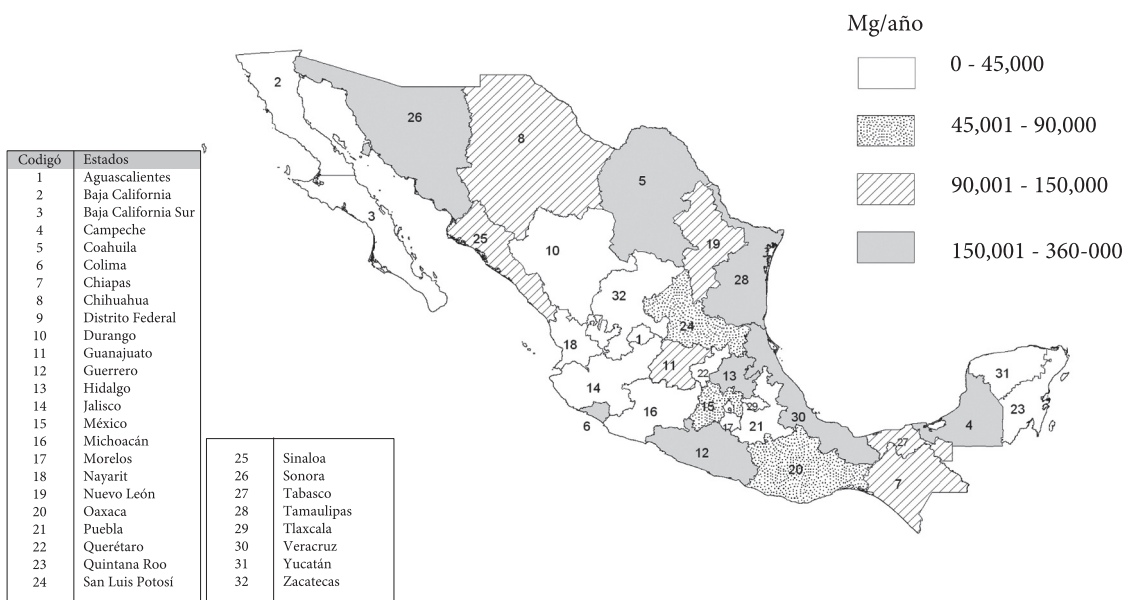 Mg/año
0 - 45,000
45,001 - 90,000
90,001 - 150,000
150,001 - 360-000
Codigó Estados
1 Aguascalientes
2 Baja California
3 Baja California Sur
4 Campeche
5 Coahuila
6 Colima
7 Chiapas
8 Chihuahua
9 Distrito Federal
10 Durango
11 Guanajuato
12 Guerrero
13 Hidalgo
14 Jalisco
15 México
16 Michoacán
17 Morelos
18 Nayarit
19 Nuevo León
20 Oaxaca
21 Puebla
22 Querétaro
23 Quintana Roo
24 San Luis Potosí
25 Sinaloa
26 Sonora
27 Tabasco
28 Tamaulipas
29 Tlaxcala
30 Veracruz
31 Yucatán
32 Zacatecas
2
26
8
5
3
25
10
19
28
32
24
18
1
11
22
13
31
14
15
9
29
16
17
21
30
23
6
4
12
27
20
7